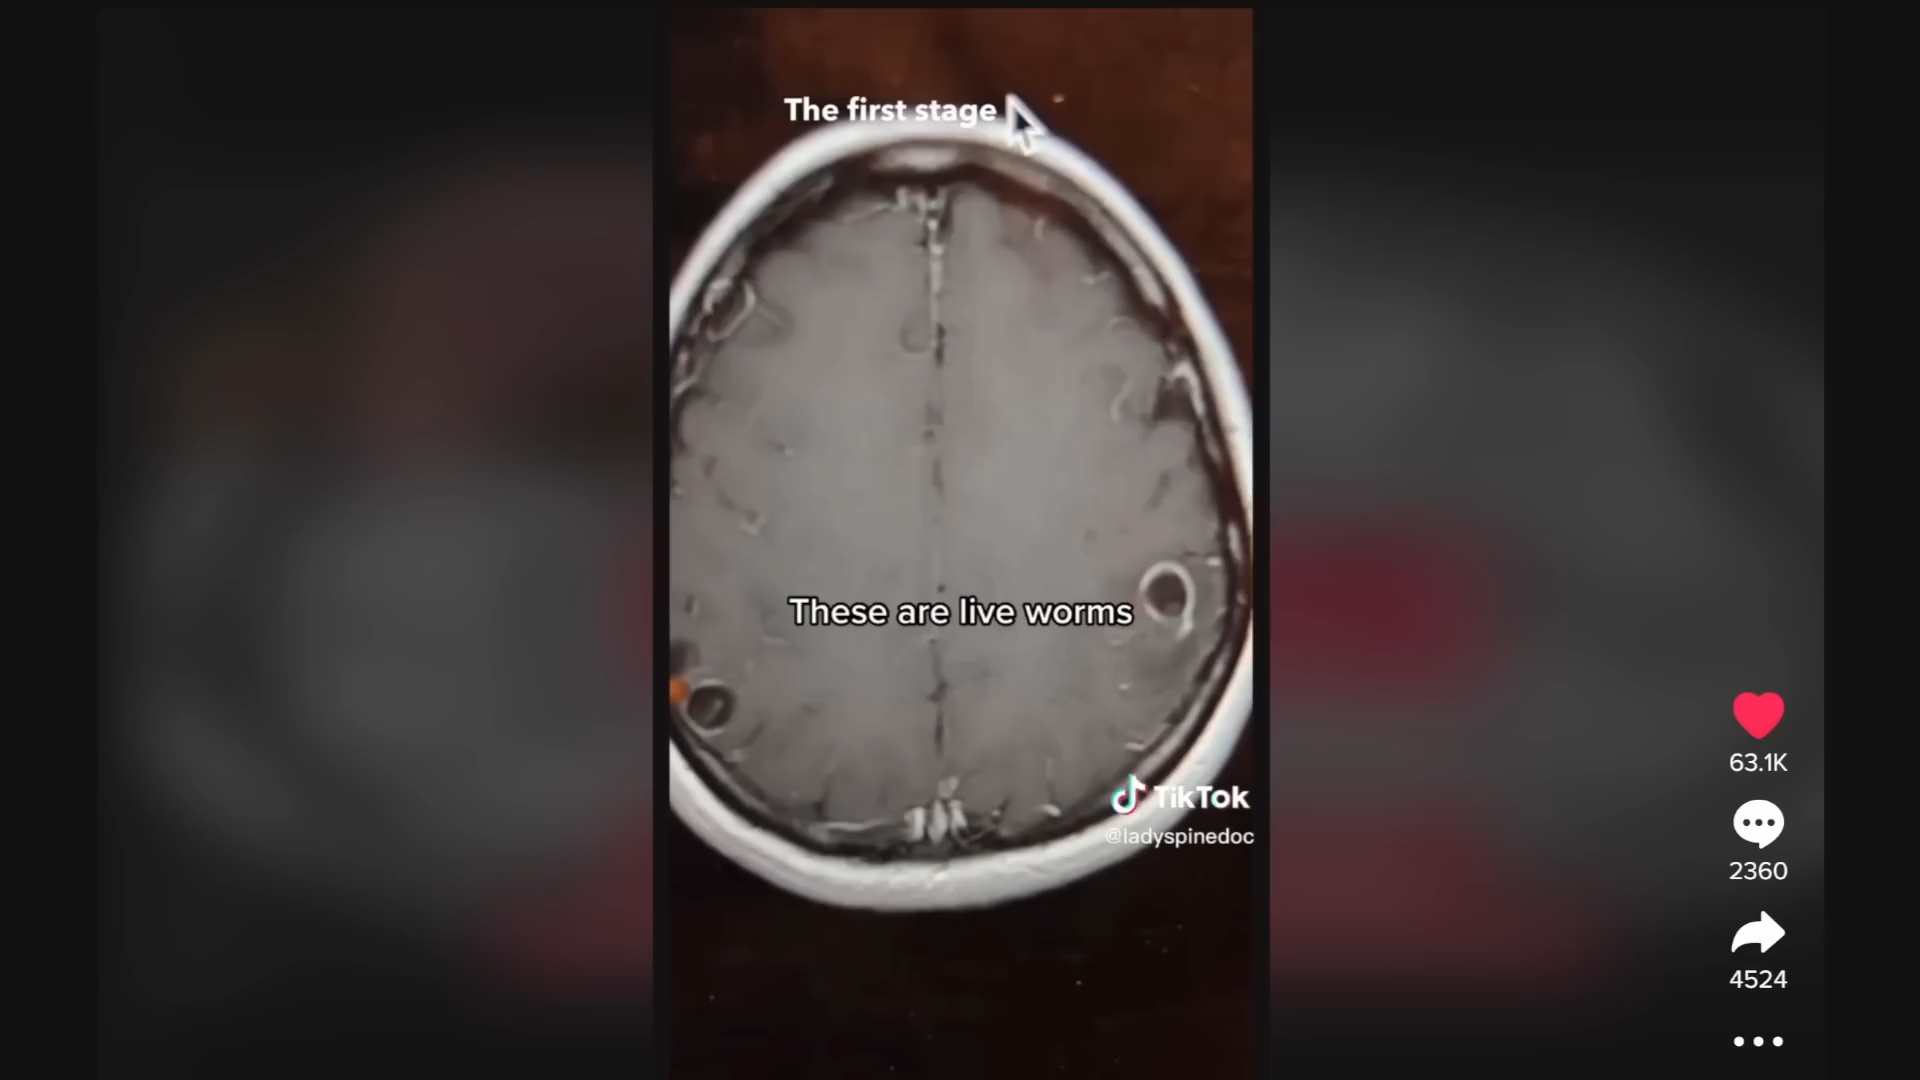 The first stage
These are live worms
TikTok
@ladyspinedoc
63.1K
2360
4524